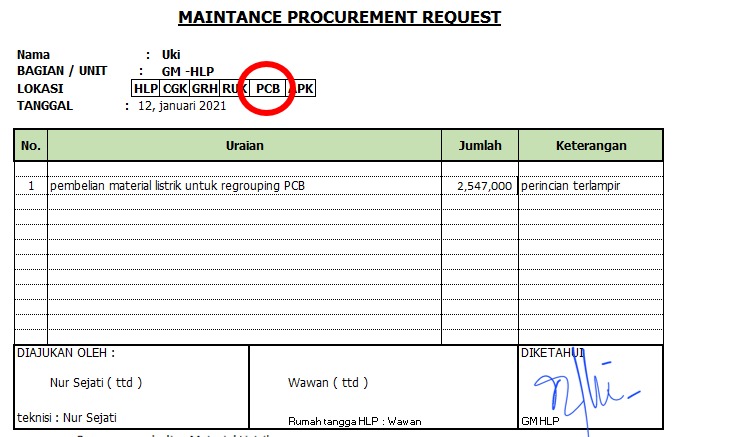 MAINTANCE PROCUREMENT REQUEST
Nama : Uki
BAGIAN / UNIT : GM -HLP
LOKASI HLP CGK GRH RUK PCB APK
TANGGAL : 12, januari 2021
No. Uraian Jumlah Keterangan
1 pembelian material listrik untuk regrouping PCB 2,547,000 perincian terlampir
DIAJUKAN OLEH : DIKETAHUI
Nur Sejati ( ttd ) Wawan ( ttd )
teknisi : Nur Sejati Rumah tangga HLP : Wawan GM HLP